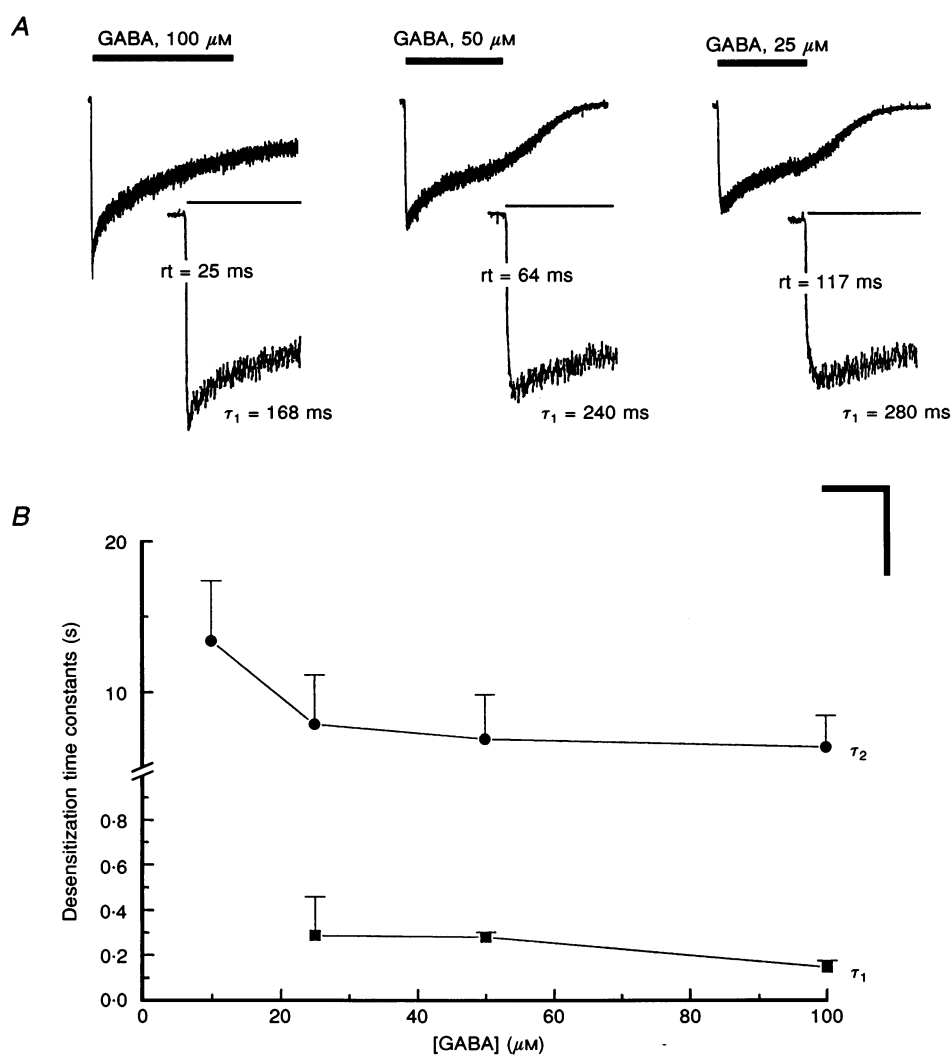 A
GABA, 100 μM
GABA, 50 μM
GABA, 25 μM
rt = 25 ms
rt = 64 ms
rt = 117 ms
τ1 = 168 ms
τ1 = 240 ms
τ1 = 280 ms
B
Desensitization time constants (s)
20
10
0·8
0·6
0·4
0·2
0·0
τ2
τ1
0
20
40
60
80
100
[GABA] (μM)